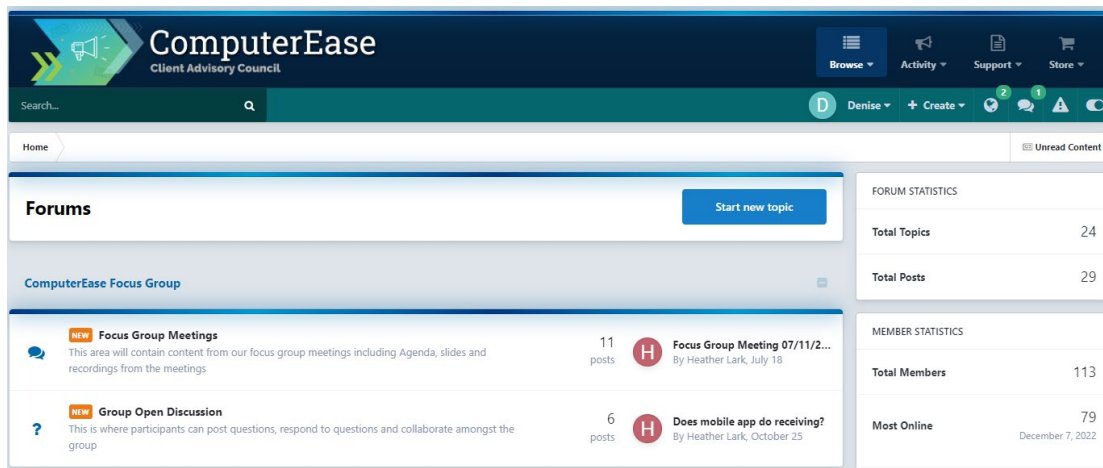 ComputerEase
Client Advisory Council
Browse
Activity
Support
Store
Search...
D
Denise
+ Create
2
1
Home
Unread Content
Forums
Start new topic
ComputerEase Focus Group
NEW Focus Group Meetings
This area will contain content from our focus group meetings including Agenda, slides and
recordings from the meetings
11
posts
H
Focus Group Meeting 07/11/2...
By Heather Lark, July 18
NEW Group Open Discussion
?
This is where participants can post questions, respond to questions and collaborate amongst the
group
6
posts
H
Does mobile app do receiving?
By Heather Lark, October 25
FORUM STATISTICS
Total Topics 24
Total Posts 29
MEMBER STATISTICS
Total Members 113
Most Online 79
December 7, 2022